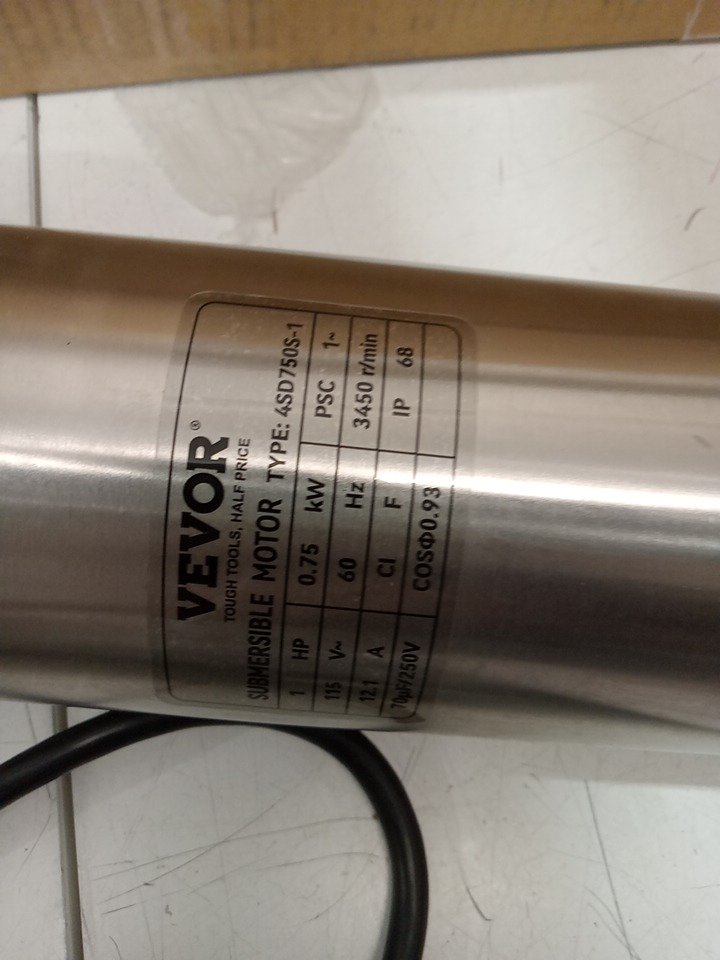 VEVOR®
TOUGH TOOLS, HALF PRICE
SUBMERSIBLE MOTOR TYPE: 4SD750S-1
1 HP 0.75 kW PSC 1~
115 V~ 60 Hz 3450 r/min
12.1 A CI F IP 68
70µF/250V COSΦ0.93